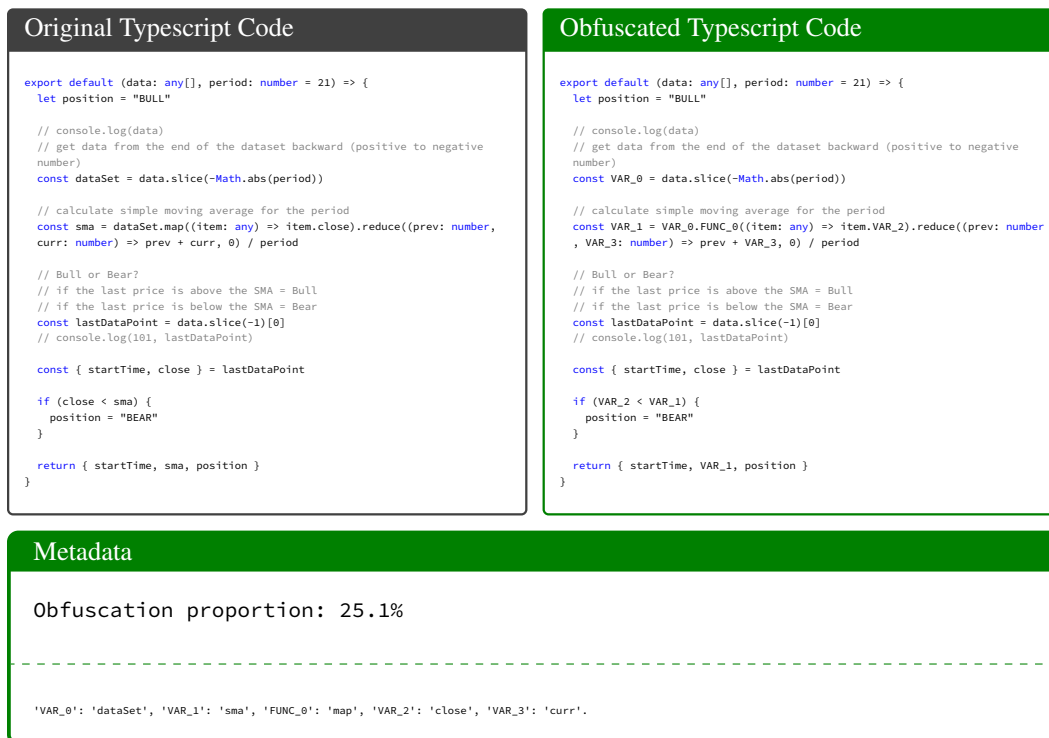 Original Typescript Code
export default (data: any[], period: number = 21) => {
  let position = "BULL"
  // console.log(data)
  // get data from the end of the dataset backward (positive to negative
  number)
  const dataSet = data.slice(-Math.abs(period))
  // calculate simple moving average for the period
  const sma = dataSet.map((item: any) => item.close).reduce((prev: number,
  curr: number) => prev + curr, 0) / period
  // Bull or Bear?
  // if the last price is above the SMA = Bull
  // if the last price is below the SMA = Bear
  const lastDataPoint = data.slice(-1)[0]
  // console.log(101, lastDataPoint)
  const { startTime, close } = lastDataPoint
  if (close < sma) {
    position = "BEAR"
  }
  return { startTime, sma, position }
}
Obfuscated Typescript Code
export default (data: any[], period: number = 21) => {
  let position = "BULL"
  // console.log(data)
  // get data from the end of the dataset backward (positive to negative
  number)
  const VAR_0 = data.slice(-Math.abs(period))
  // calculate simple moving average for the period
  const VAR_1 = VAR_0.FUNC_0((item: any) => item.VAR_2).reduce((prev: number
  , VAR_3: number) => prev + VAR_3, 0) / period
  // Bull or Bear?
  // if the last price is above the SMA = Bull
  // if the last price is below the SMA = Bear
  const lastDataPoint = data.slice(-1)[0]
  // console.log(101, lastDataPoint)
  const { startTime, close } = lastDataPoint
  if (VAR_2 < VAR_1) {
    position = "BEAR"
  }
  return { startTime, VAR_1, position }
}
Metadata
Obfuscation proportion: 25.1%
'VAR_0': 'dataSet', 'VAR_1': 'sma', 'FUNC_0': 'map', 'VAR_2': 'close', 'VAR_3': 'curr'.